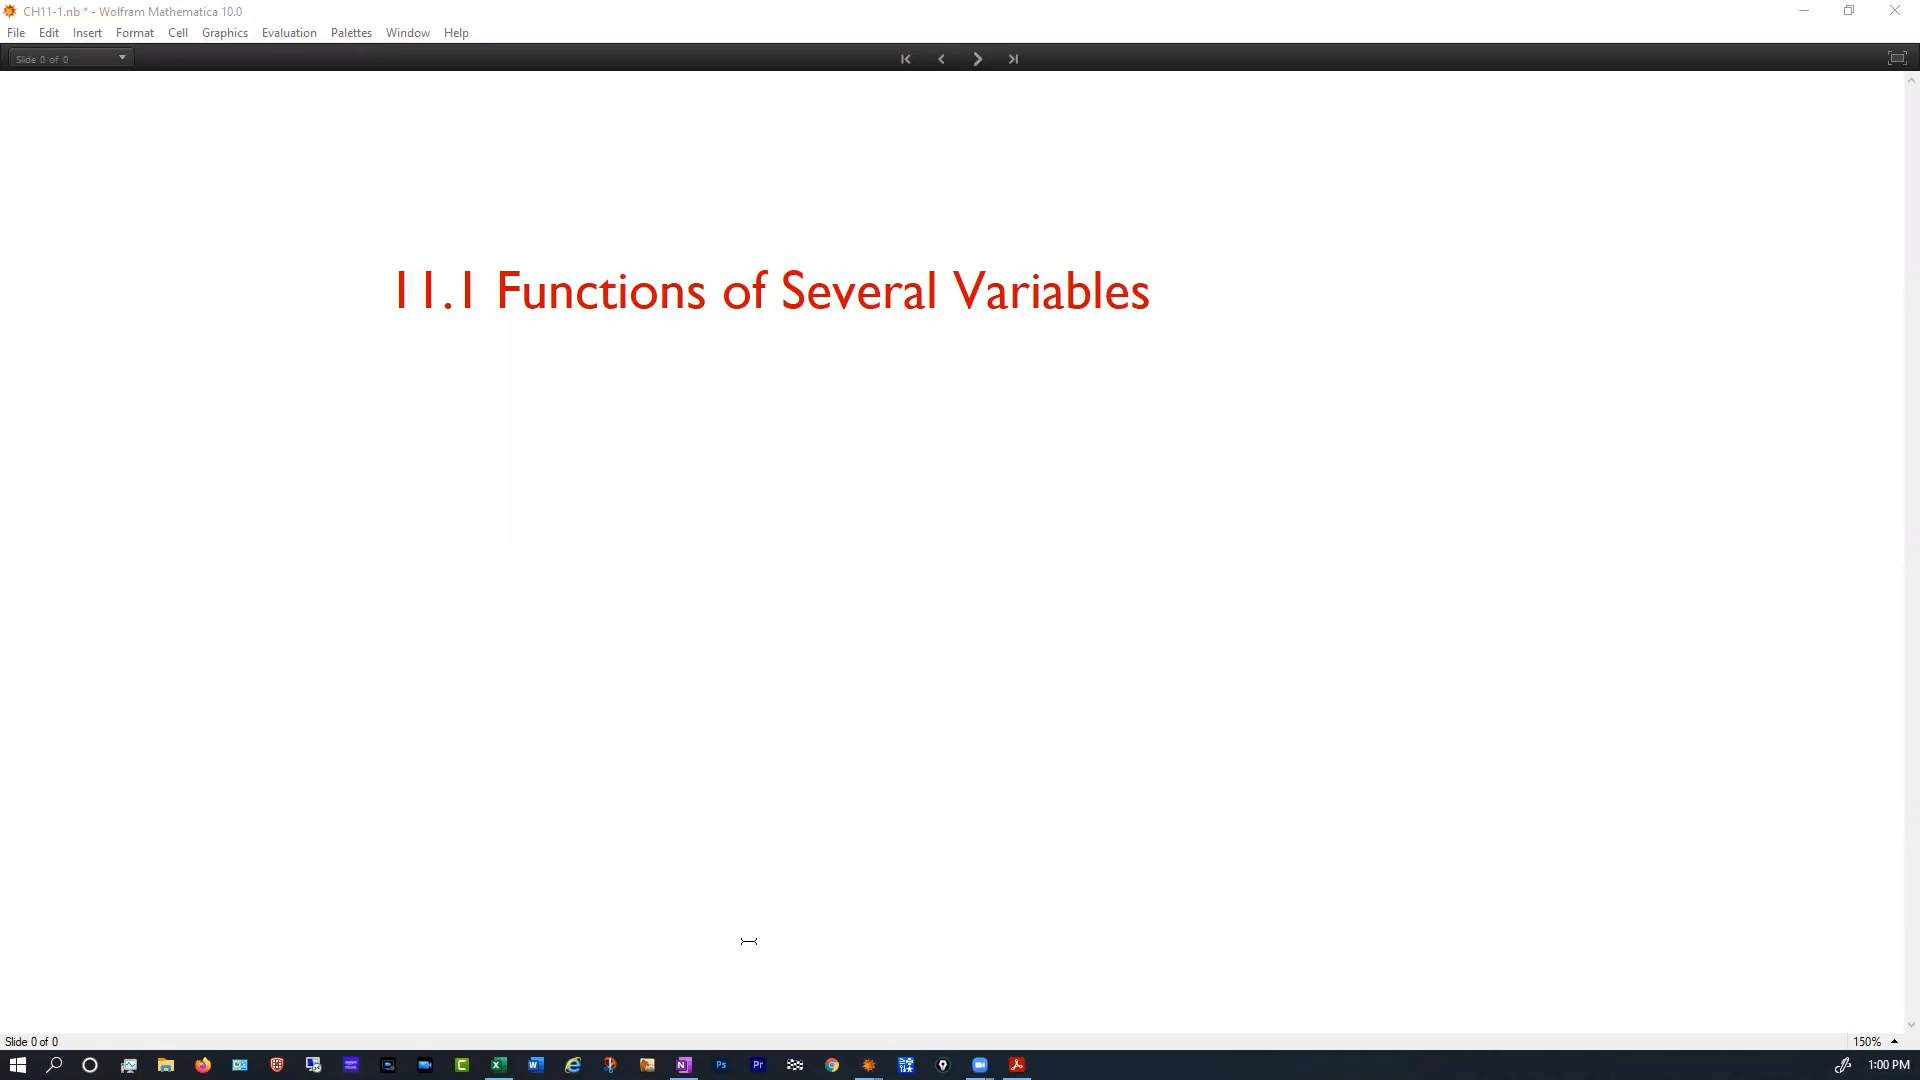 CH11-1.nb * - Wolfram Mathematica 10.0
File Edit Insert Format Cell Graphics Evaluation Palettes Window Help
Slide 0 of 0
11.1 Functions of Several Variables
Slide 0 of 0
150%
1:00 PM